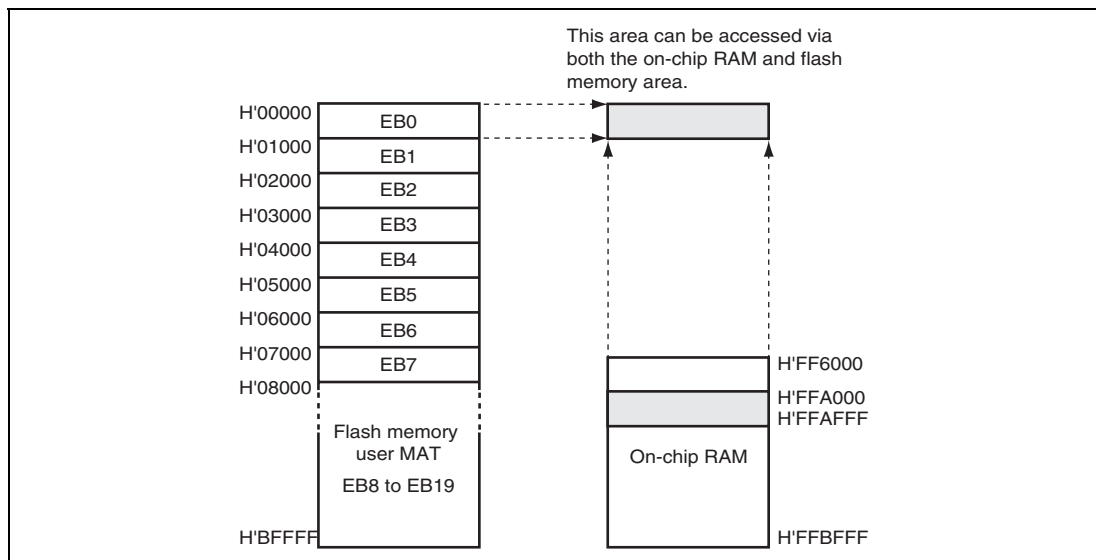 This area can be accessed via
both the on-chip RAM and flash
memory area.
H'00000
EB0
H'01000
EB1
H'02000
EB2
H'03000
EB3
H'04000
EB4
H'05000
EB5
H'06000
EB6
H'07000
EB7
H'08000
Flash memory
user MAT
EB8 to EB19
H'BFFFF
H'FF6000
H'FFA000
H'FFAFFF
On-chip RAM
H'FFBFFF